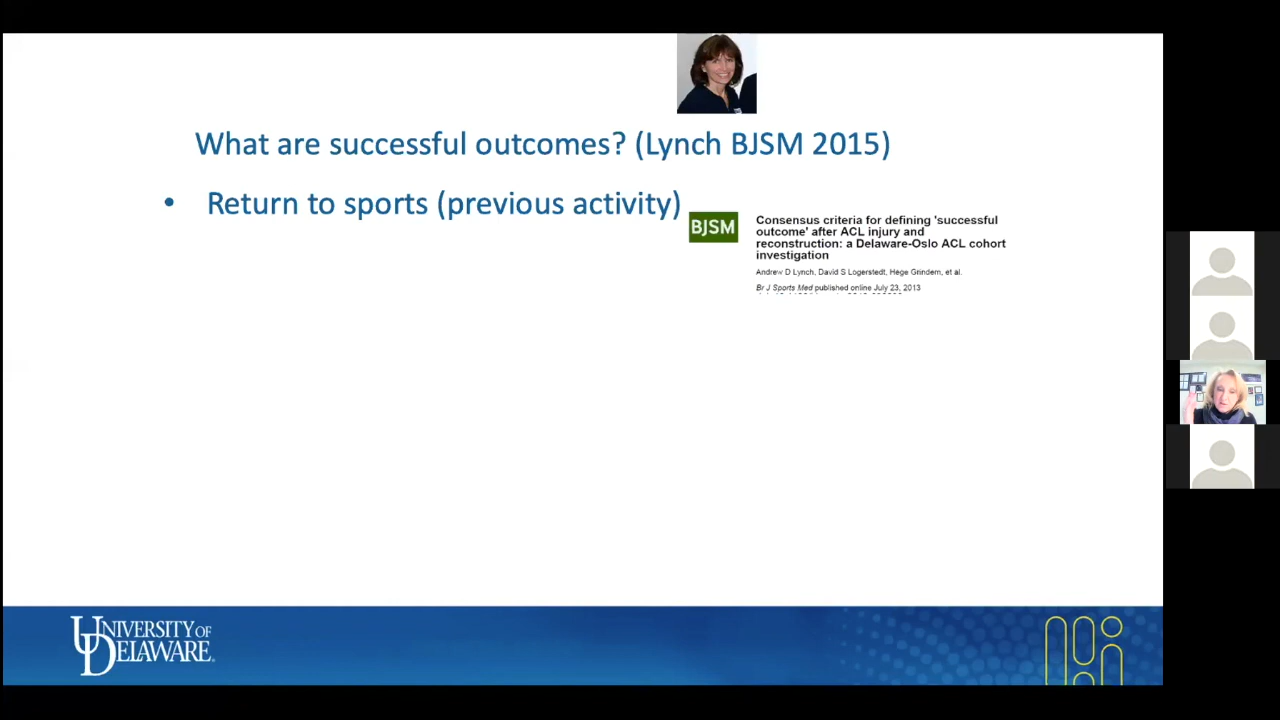 What are successful outcomes? (Lynch BJSM 2015)
• Return to sports (previous activity)
BJSM
Consensus criteria for defining 'successful
outcome' after ACL injury and
reconstruction: a Delaware-Oslo ACL cohort
investigation
Andrew D Lynch, David S Logerstedt, Hege Grindem, et al.
Br J Sports Med published online July 23, 2013
UNIVERSITY OF
DELAWARE